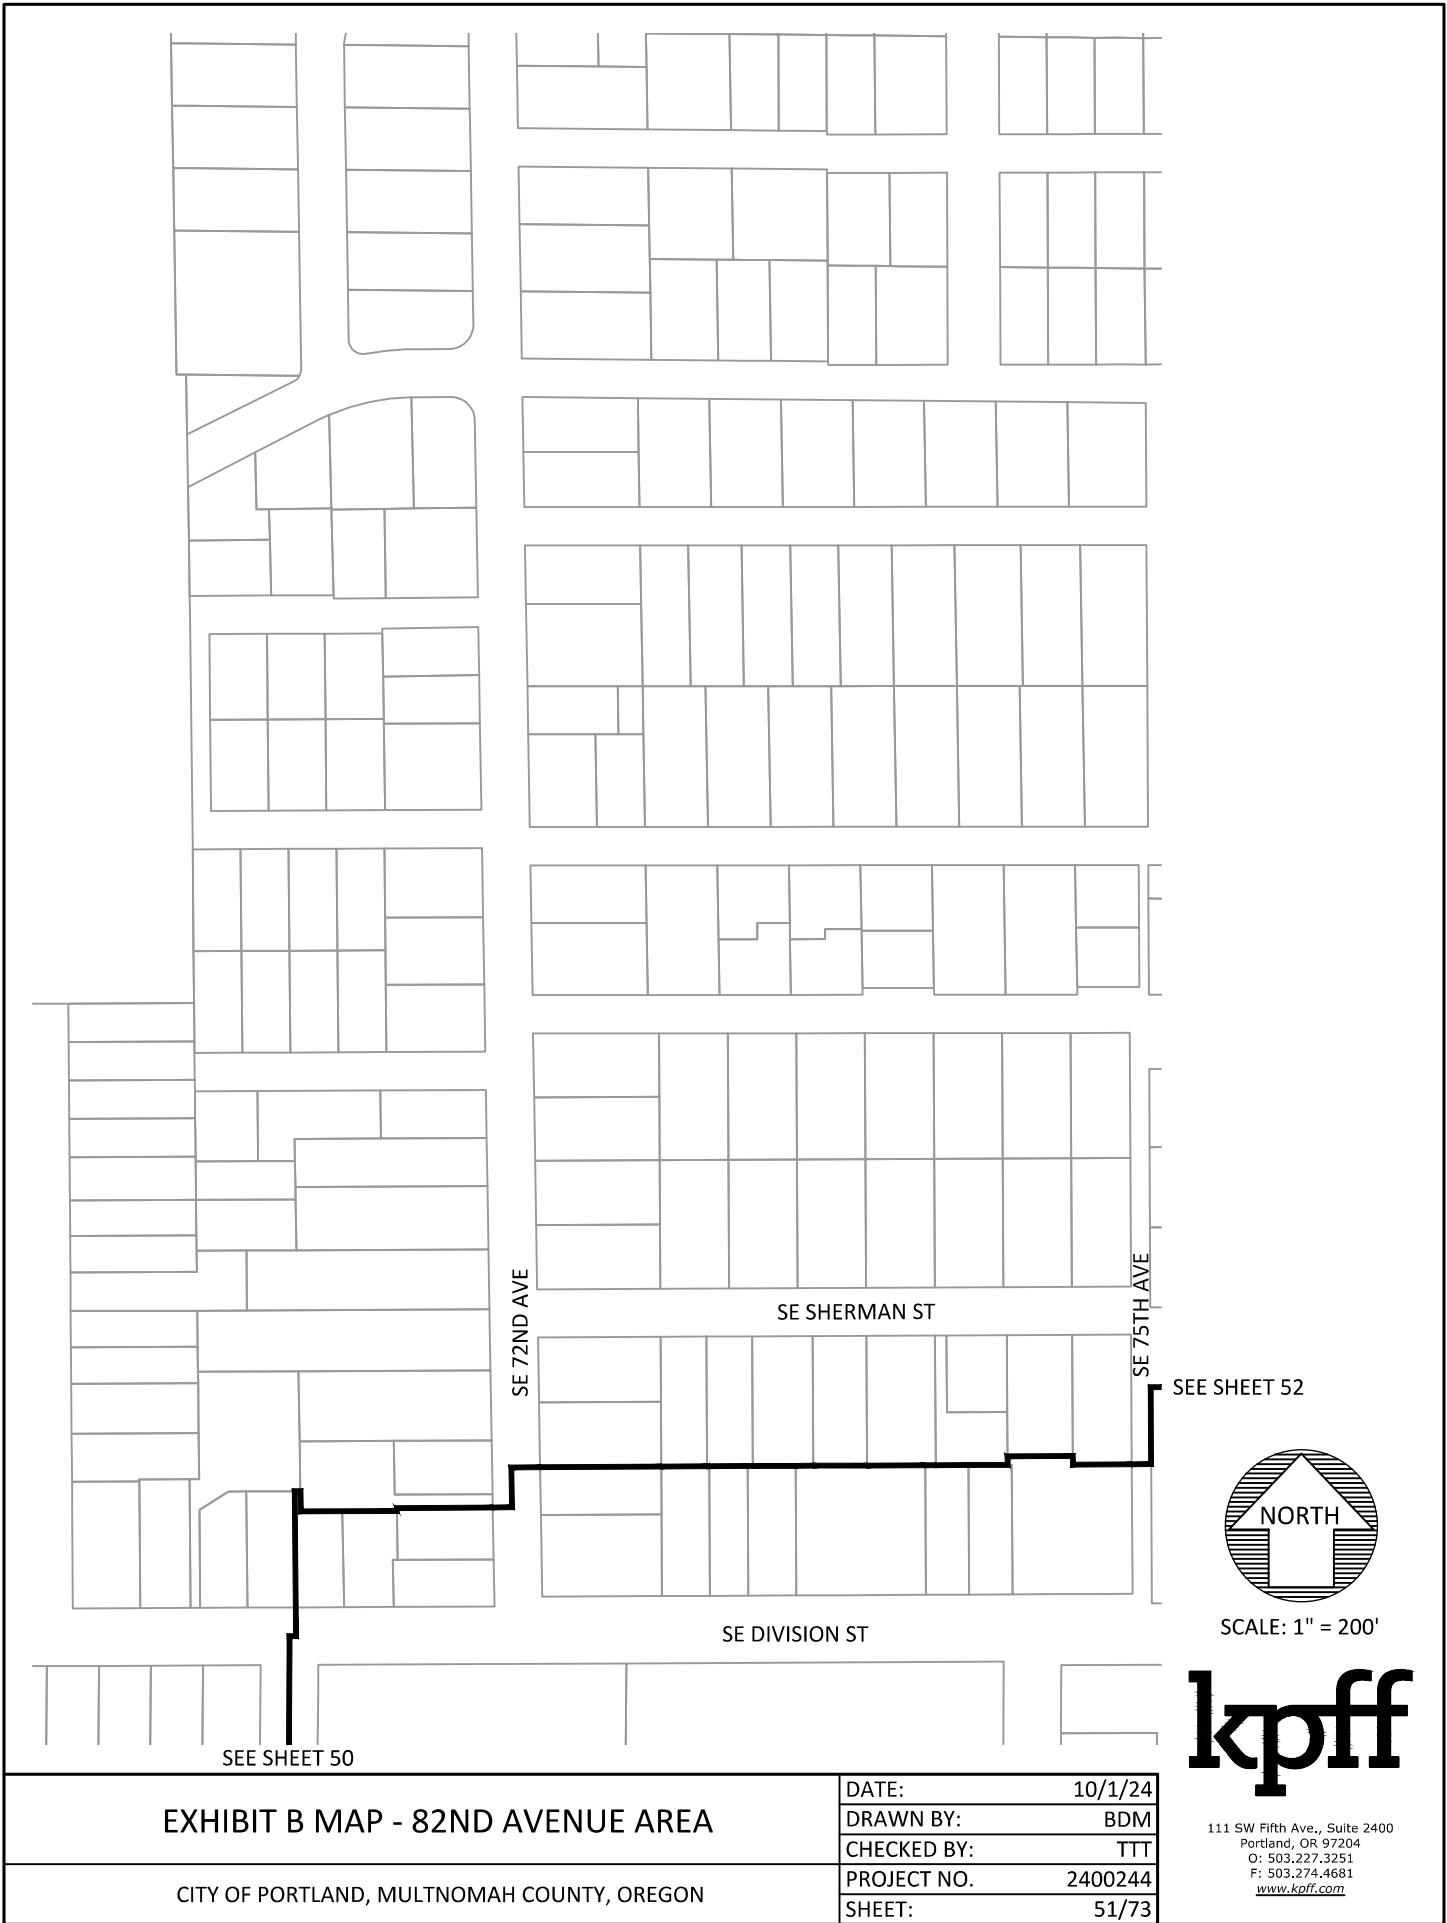 SE 72ND AVE
SE SHERMAN ST
SE 75TH AVE
SEE SHEET 52
NORTH
SCALE: 1" = 200'
SE DIVISION ST
SEE SHEET 50
kpff
111 SW Fifth Ave., Suite 2400
Portland, OR 97204
O: 503.227.3251
F: 503.274.4681
www.kpff.com
EXHIBIT B MAP - 82ND AVENUE AREA
CITY OF PORTLAND, MULTNOMAH COUNTY, OREGON
DATE: 10/1/24
DRAWN BY: BDM
CHECKED BY: TTT
PROJECT NO. 2400244
SHEET: 51/73